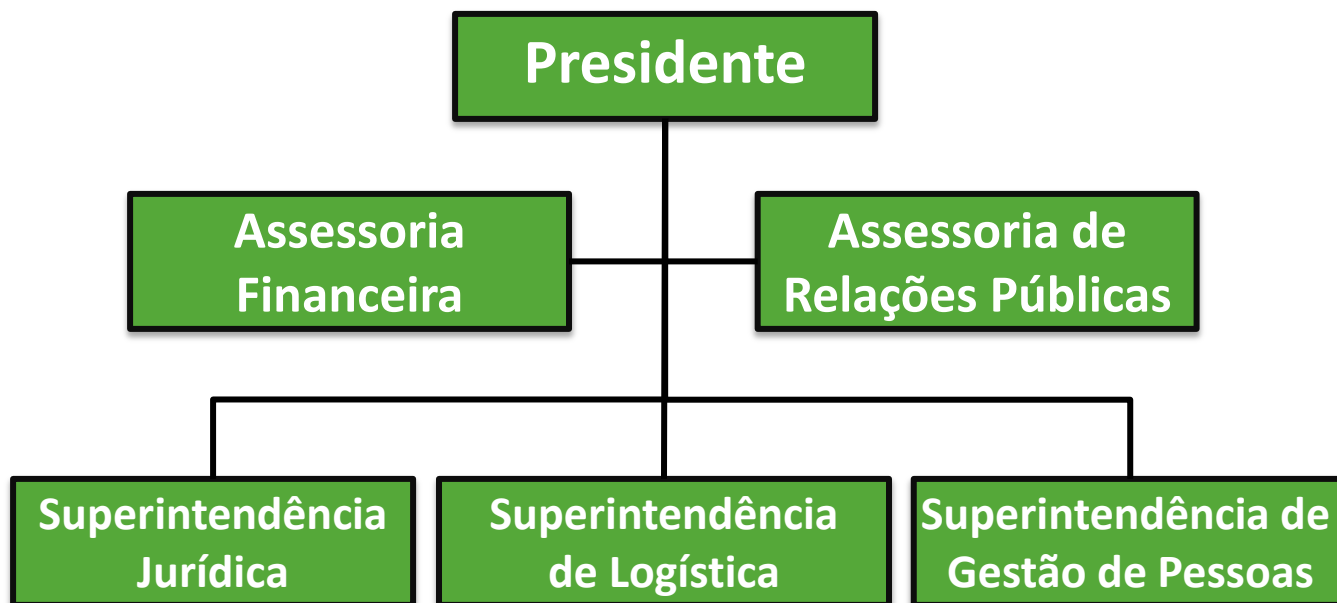 Presidente
Assessoria
Financeira
Assessoria de
Relações Públicas
Superintendência
Jurídica
Superintendência
de Logística
Superintendência de
Gestão de Pessoas